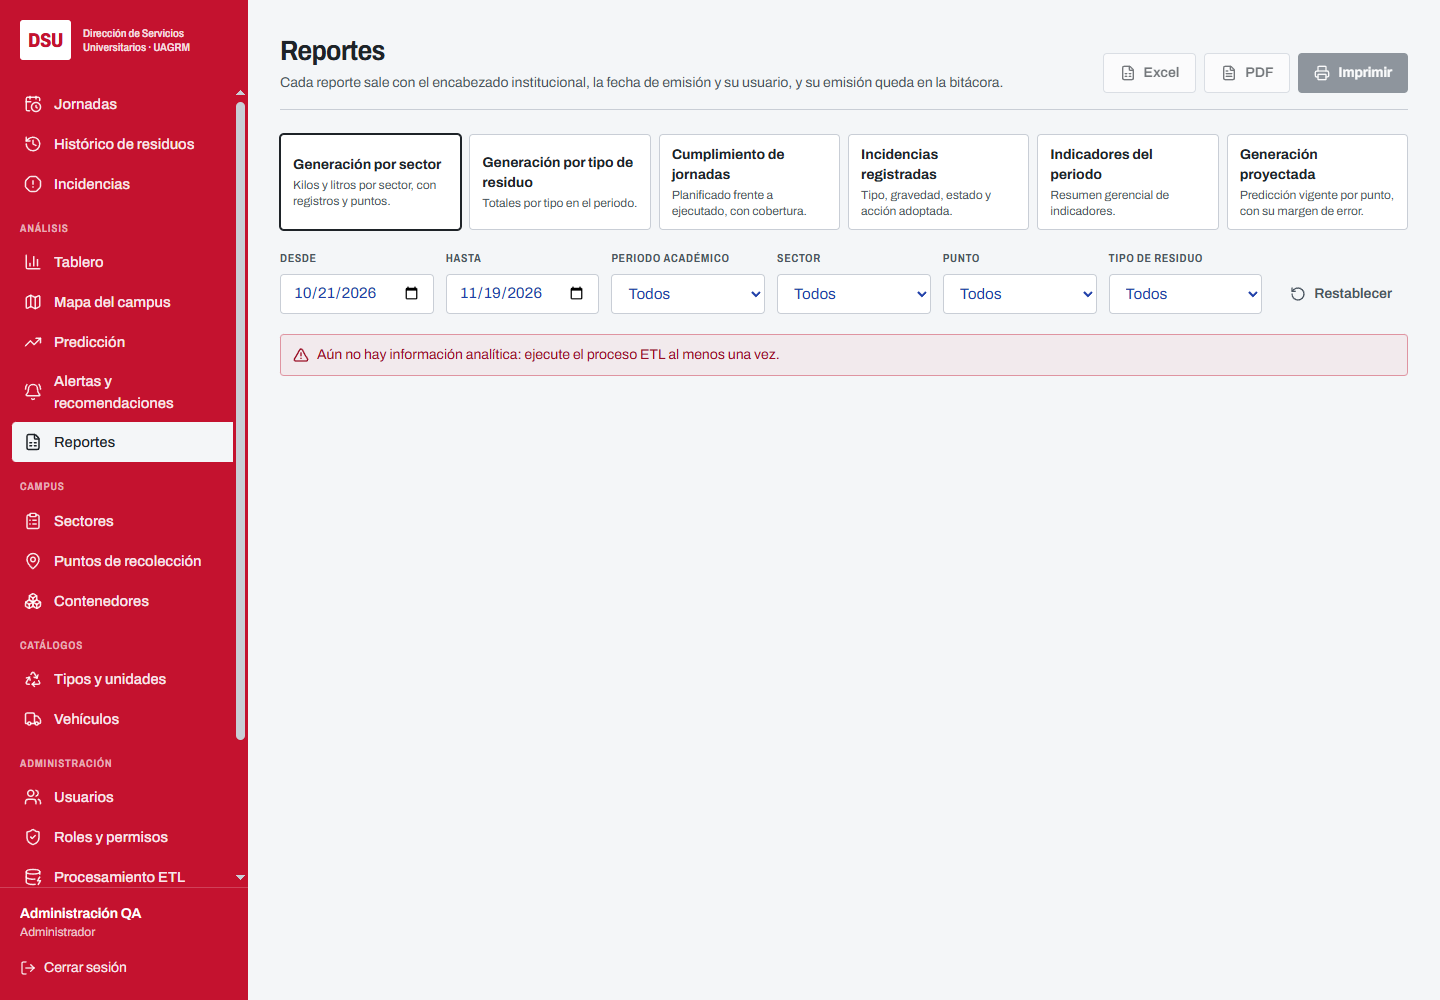 DSU
Dirección de Servicios
Universitarios · UAGRM
Jornadas
Histórico de residuos
Incidencias
ANÁLISIS
Tablero
Mapa del campus
Predicción
Alertas y
recomendaciones
Reportes
CAMPUS
Sectores
Puntos de recolección
Contenedores
CATÁLOGOS
Tipos y unidades
Vehículos
ADMINISTRACIÓN
Usuarios
Roles y permisos
Procesamiento ETL
Administración QA
Administrador
Cerrar sesión
Reportes
Cada reporte sale con el encabezado institucional, la fecha de emisión y su usuario, y su emisión queda en la bitácora.
Excel
PDF
Imprimir
Generación por sector
Kilos y litros por sector, con
registros y puntos.
Generación por tipo de
residuo
Totales por tipo en el periodo.
Cumplimiento de
jornadas
Planificado frente a
ejecutado, con cobertura.
Incidencias
registradas
Tipo, gravedad, estado y
acción adoptada.
Indicadores del
periodo
Resumen gerencial de
indicadores.
Generación
proyectada
Predicción vigente por punto,
con su margen de error.
DESDE
10/21/2026
HASTA
11/19/2026
PERIODO ACADÉMICO
Todos
SECTOR
Todos
PUNTO
Todos
TIPO DE RESIDUO
Todos
Restablecer
Aún no hay información analítica: ejecute el proceso ETL al menos una vez.